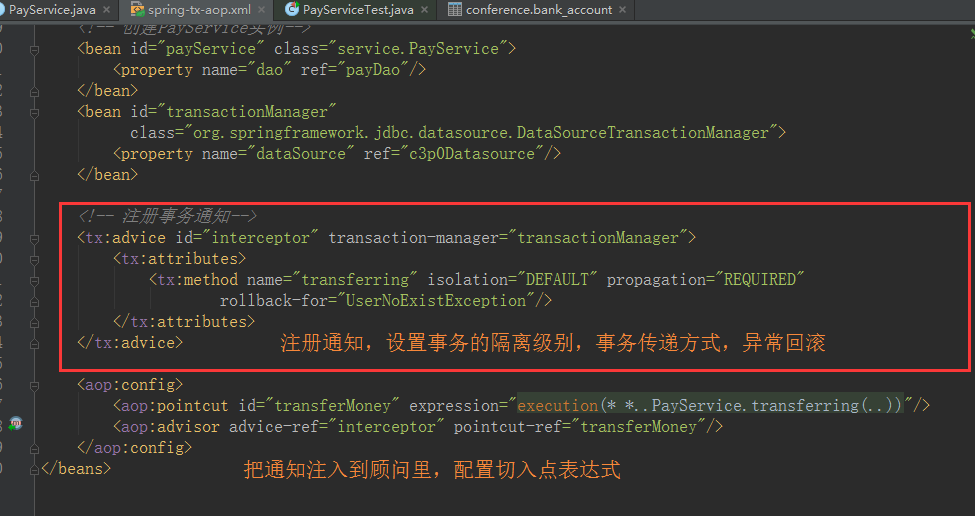 PayService.java × spring-tx-aop.xml × PayServiceTest.java × conference.bank_account ×
<!-- 创建PayService实例-->
<bean id="payService" class="service.PayService">
<property name="dao" ref="payDao"/>
</bean>
<bean id="transactionManager"
class="org.springframework.jdbc.datasource.DataSourceTransactionManager">
<property name="dataSource" ref="c3p0Datasource"/>
</bean>
<!-- 注册事务通知-->
<tx:advice id="interceptor" transaction-manager="transactionManager">
<tx:attributes>
<tx:method name="transferring" isolation="DEFAULT" propagation="REQUIRED"
rollback-for="UserNoExistException"/>
</tx:attributes>
</tx:advice> 注册通知，设置事务的隔离级别，事务传递方式，异常回滚
<aop:config>
<aop:pointcut id="transferMoney" expression="execution(* *..PayService.transferring(..))"/>
<aop:advisor advice-ref="interceptor" pointcut-ref="transferMoney"/>
</aop:config>
</beans> 把通知注入到顾问里，配置切入点表达式